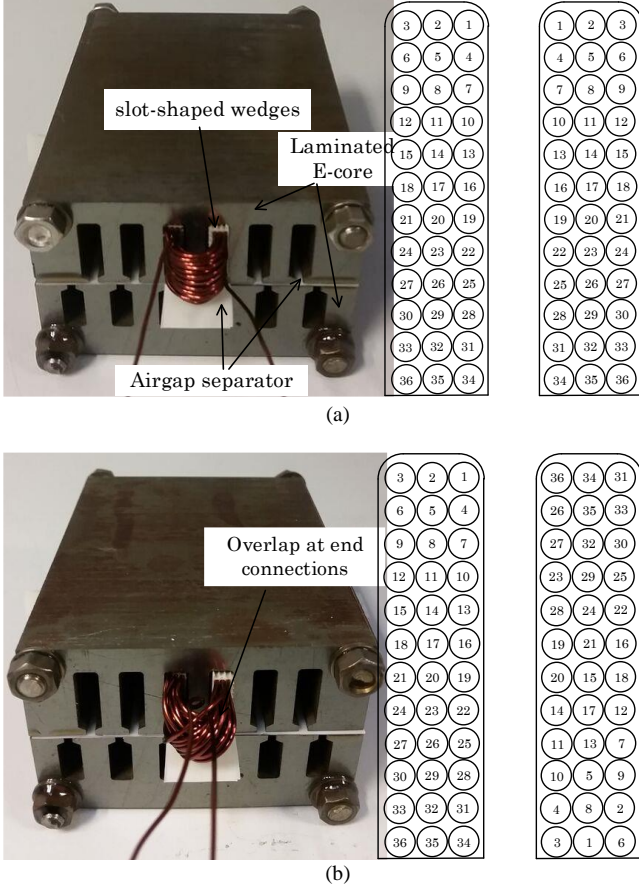 slot-shaped wedges
Laminated
E-core
Airgap separator
3 2 1 1 2 3
6 5 4 4 5 6
9 8 7 7 8 9
12 11 10 10 11 12
15 14 13 13 14 15
18 17 16 16 17 18
21 20 19 19 20 21
24 23 22 22 23 24
27 26 25 25 26 27
30 29 28 28 29 30
33 32 31 31 32 33
36 35 34 34 35 36
(a)
Overlap at end
connections
3 2 1 36 34 31
6 5 4 26 35 33
9 8 7 27 32 30
12 11 10 23 29 25
15 14 13 28 24 22
18 17 16 19 21 16
21 20 19 20 15 18
24 23 22 14 17 12
27 26 25 11 13 7
30 29 28 10 5 9
33 32 31 4 8 2
36 35 34 3 1 6
(b)